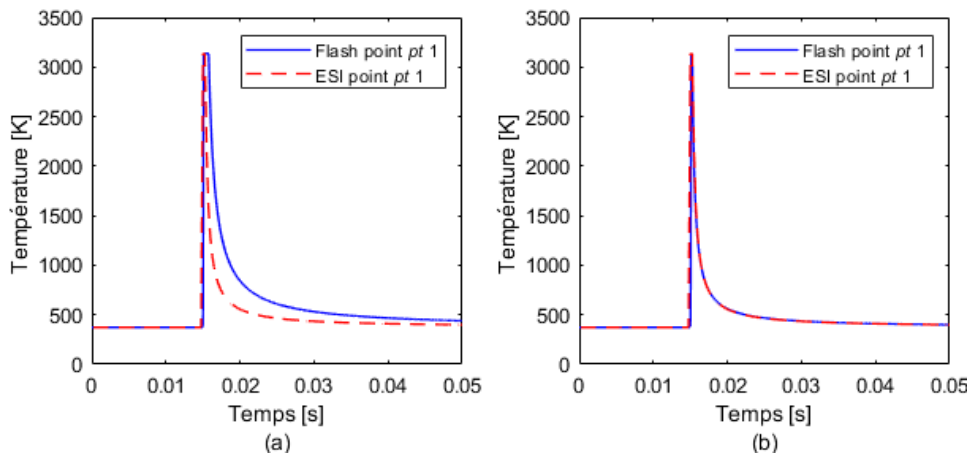 3500
3000
2500
2000
1500
1000
500
0
Température [K]
Flash point pt 1
ESI point pt 1
0 0.01 0.02 0.03 0.04 0.05
Temps [s]
(a)
3500
3000
2500
2000
1500
1000
500
0
Température [K]
Flash point pt 1
ESI point pt 1
0 0.01 0.02 0.03 0.04 0.05
Temps [s]
(b)